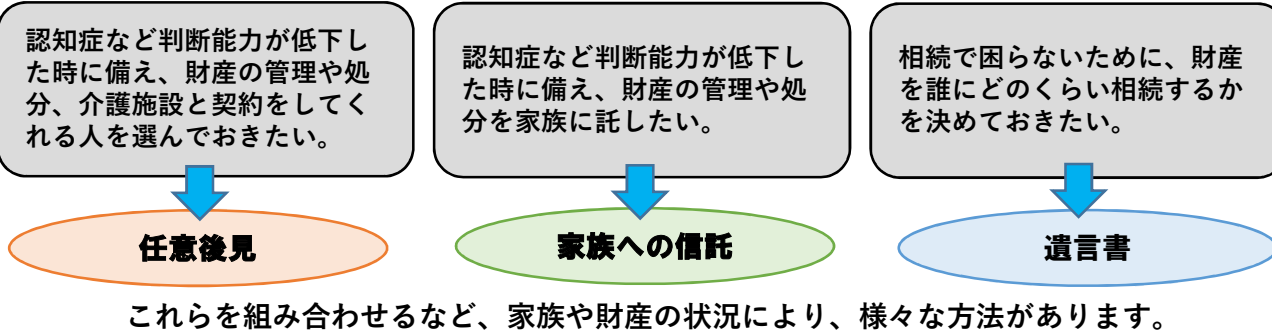 認知症など判断能力が低下し
た時に備え、財産の管理や処
分、介護施設と契約をしてく
れる人を選んでおきたい。
任意後見
認知症など判断能力が低下し
た時に備え、財産の管理や処
分を家族に託したい。
家族への信託
相続で困らないために、財産
を誰にどのくらい相続するか
を決めておきたい。
遺言書
これらを組み合わせるなど、家族や財産の状況により、様々な方法があります。